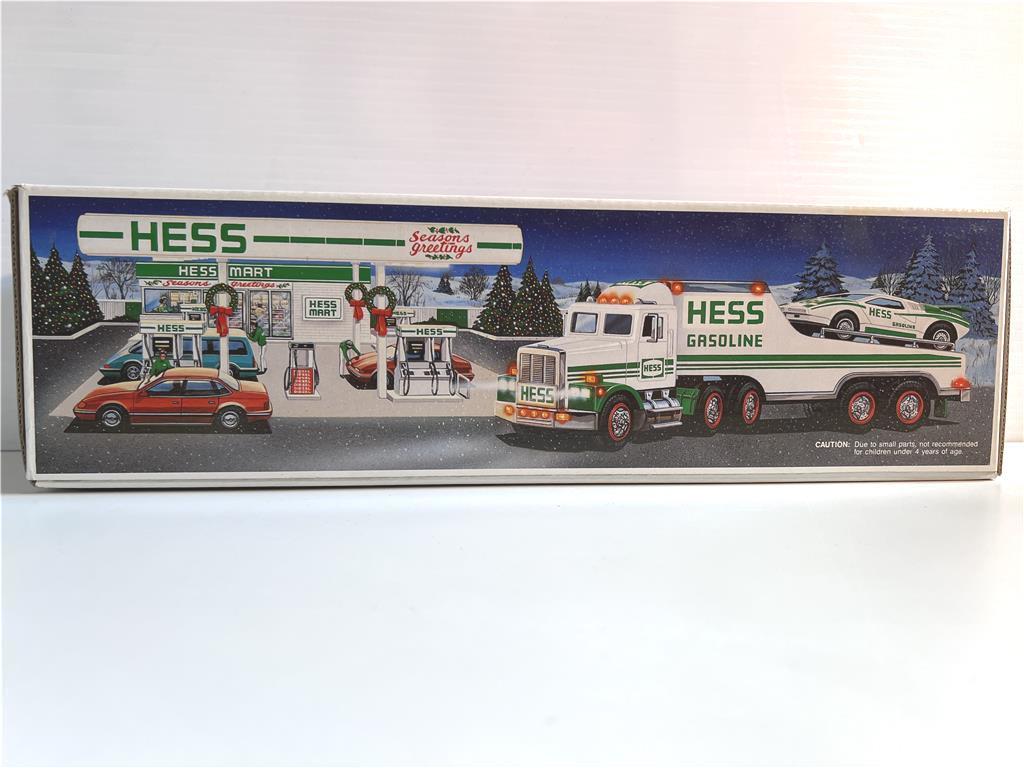 HESS
Seasons
greetings
HESS MART
Seasons greetings
HESS
MART
HESS
HESS
HESS
GASOLINE
HESS
HESS
HESS
GASOLINE
CAUTION: Due to small parts, not recommended
for children under 4 years of age.